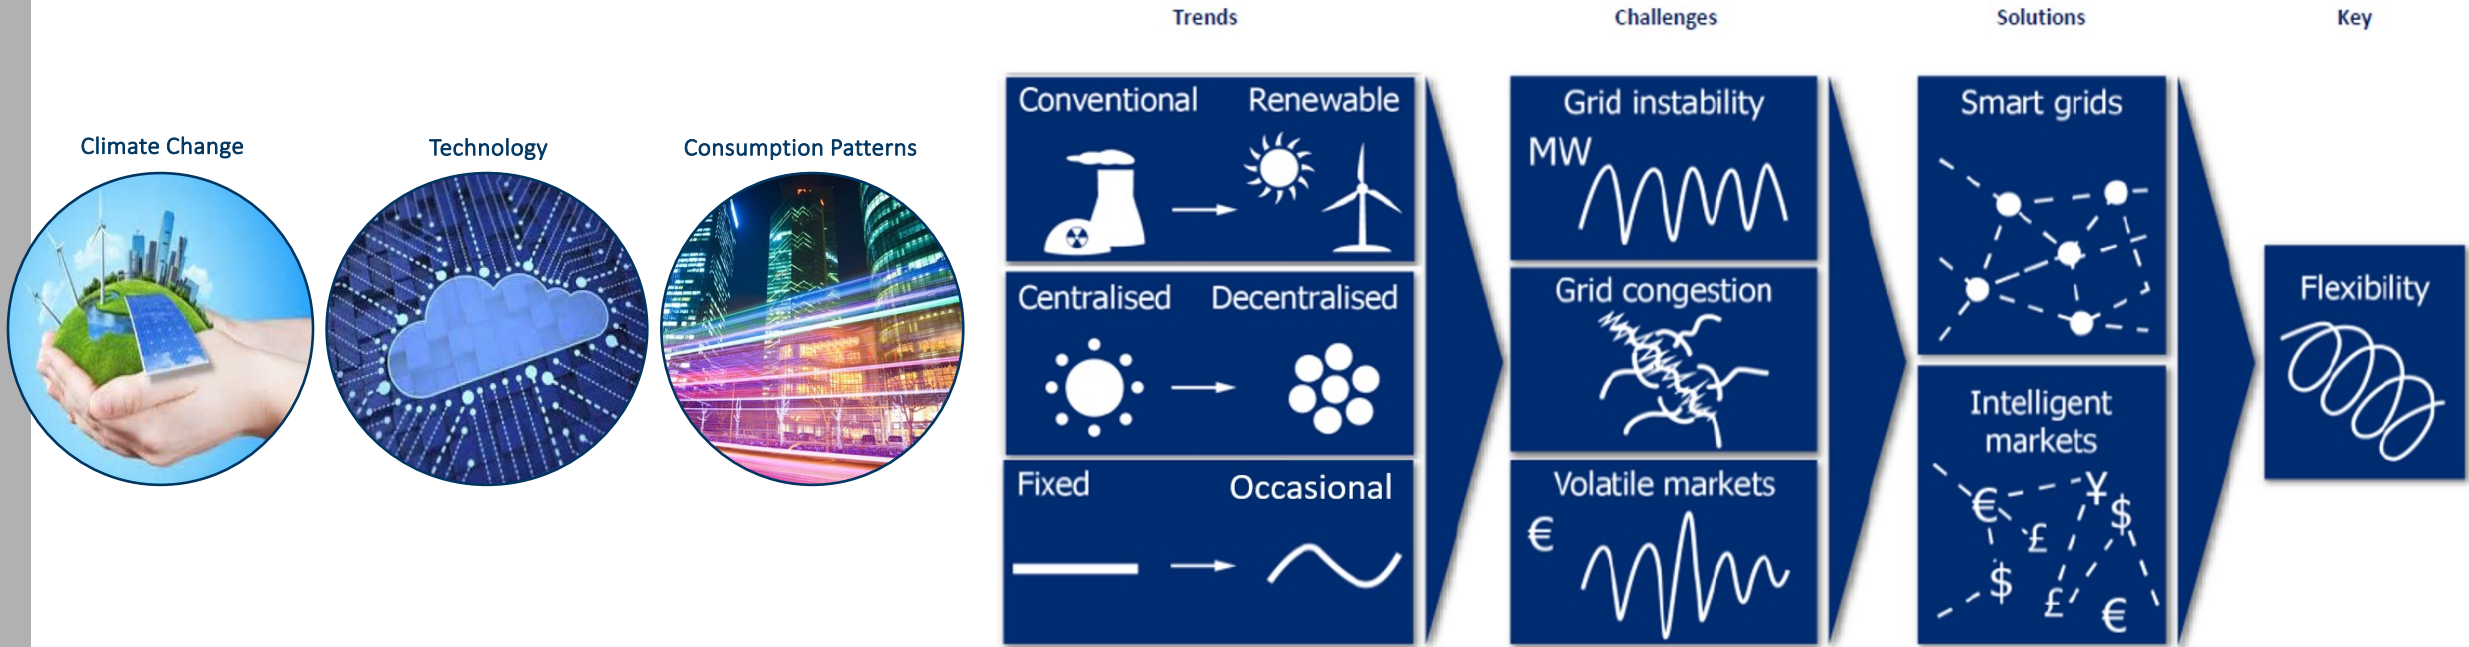 Climate Change
Technology
Consumption Patterns
Trends
Conventional Renewable
Centralised Decentralised
Fixed Occasional
Challenges
Grid instability
MW
Grid congestion
Volatile markets
€
Solutions
Smart grids
Intelligent
markets
€ ¥ $
£
$ £ €
Key
Flexibility